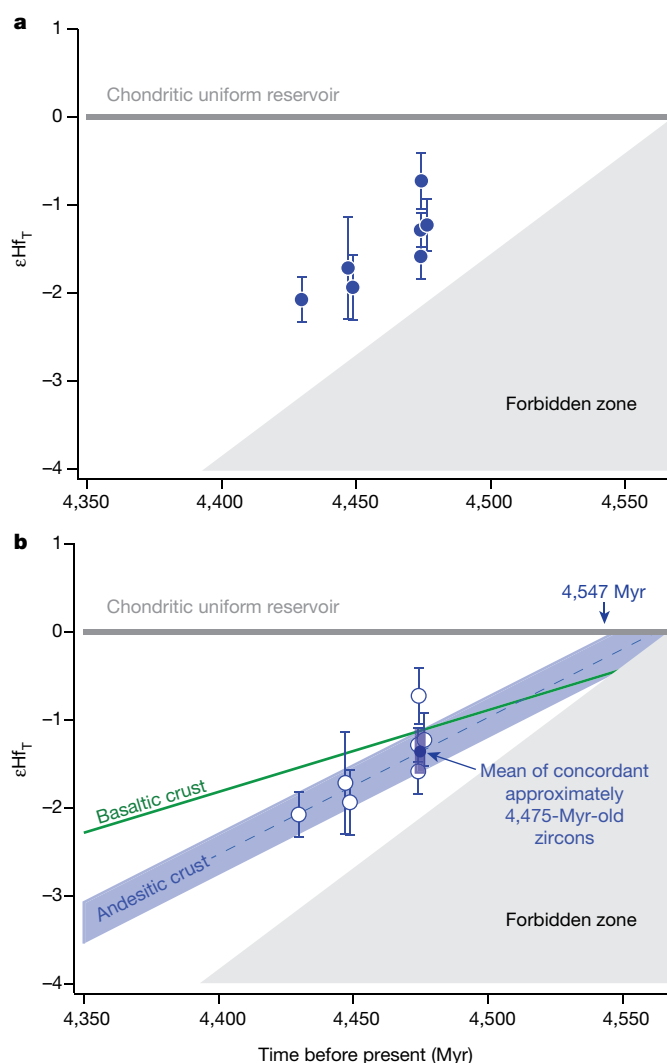 a
1
Chondritic uniform reservoir
0
−1
εHfT
−2
−3
Forbidden zone
−4
4,350
4,400
4,450
4,500
4,550
b
1
4,547 Myr
Chondritic uniform reservoir
0
−1
εHfT
Basaltic crust
Mean of concordant
approximately
4,475-Myr-old
zircons
−2
Andesitic crust
−3
Forbidden zone
−4
4,350
4,400
4,450
4,500
4,550
Time before present (Myr)